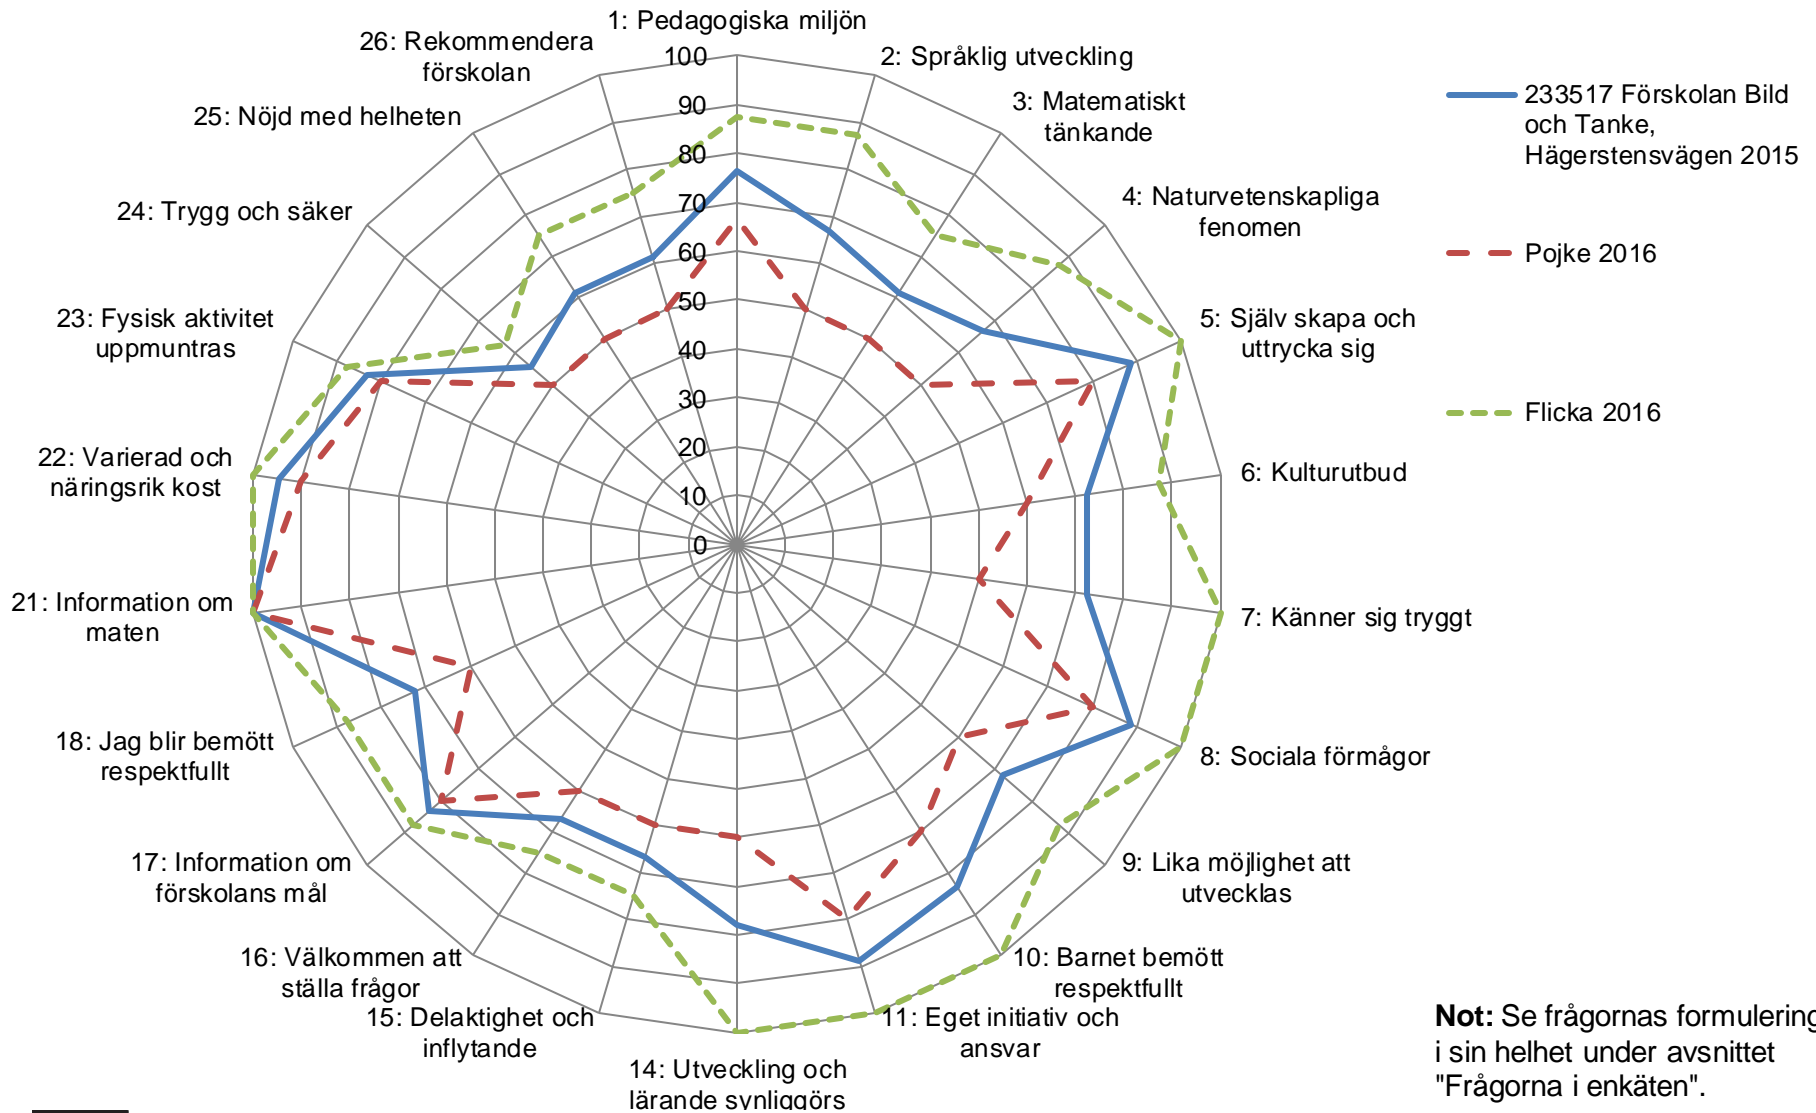 1: Pedagogiska miljön
2: Språklig utveckling
3: Matematiskt
tänkande
4: Naturvetenskapliga
fenomen
5: Själv skapa och
uttrycka sig
6: Kulturutbud
7: Känner sig tryggt
8: Sociala förmågor
9: Lika möjlighet att
utvecklas
10: Barnet bemött
respektfullt
11: Eget initiativ och
ansvar
14: Utveckling och
lärande synliggörs
15: Delaktighet och
inflytande
16: Välkommen att
ställa frågor
17: Information om
förskolans mål
18: Jag blir bemött
respektfullt
21: Information om
maten
22: Varierad och
näringsrik kost
23: Fysisk aktivitet
uppmuntras
24: Trygg och säker
25: Nöjd med helheten
26: Rekommendera
förskolan
100
90
80
70
60
50
40
30
20
10
0
233517 Förskolan Bild
och Tanke,
Hägerstensvägen 2015
Pojke 2016
Flicka 2016
Not: Se frågornas formulering
i sin helhet under avsnittet
"Frågorna i enkäten".